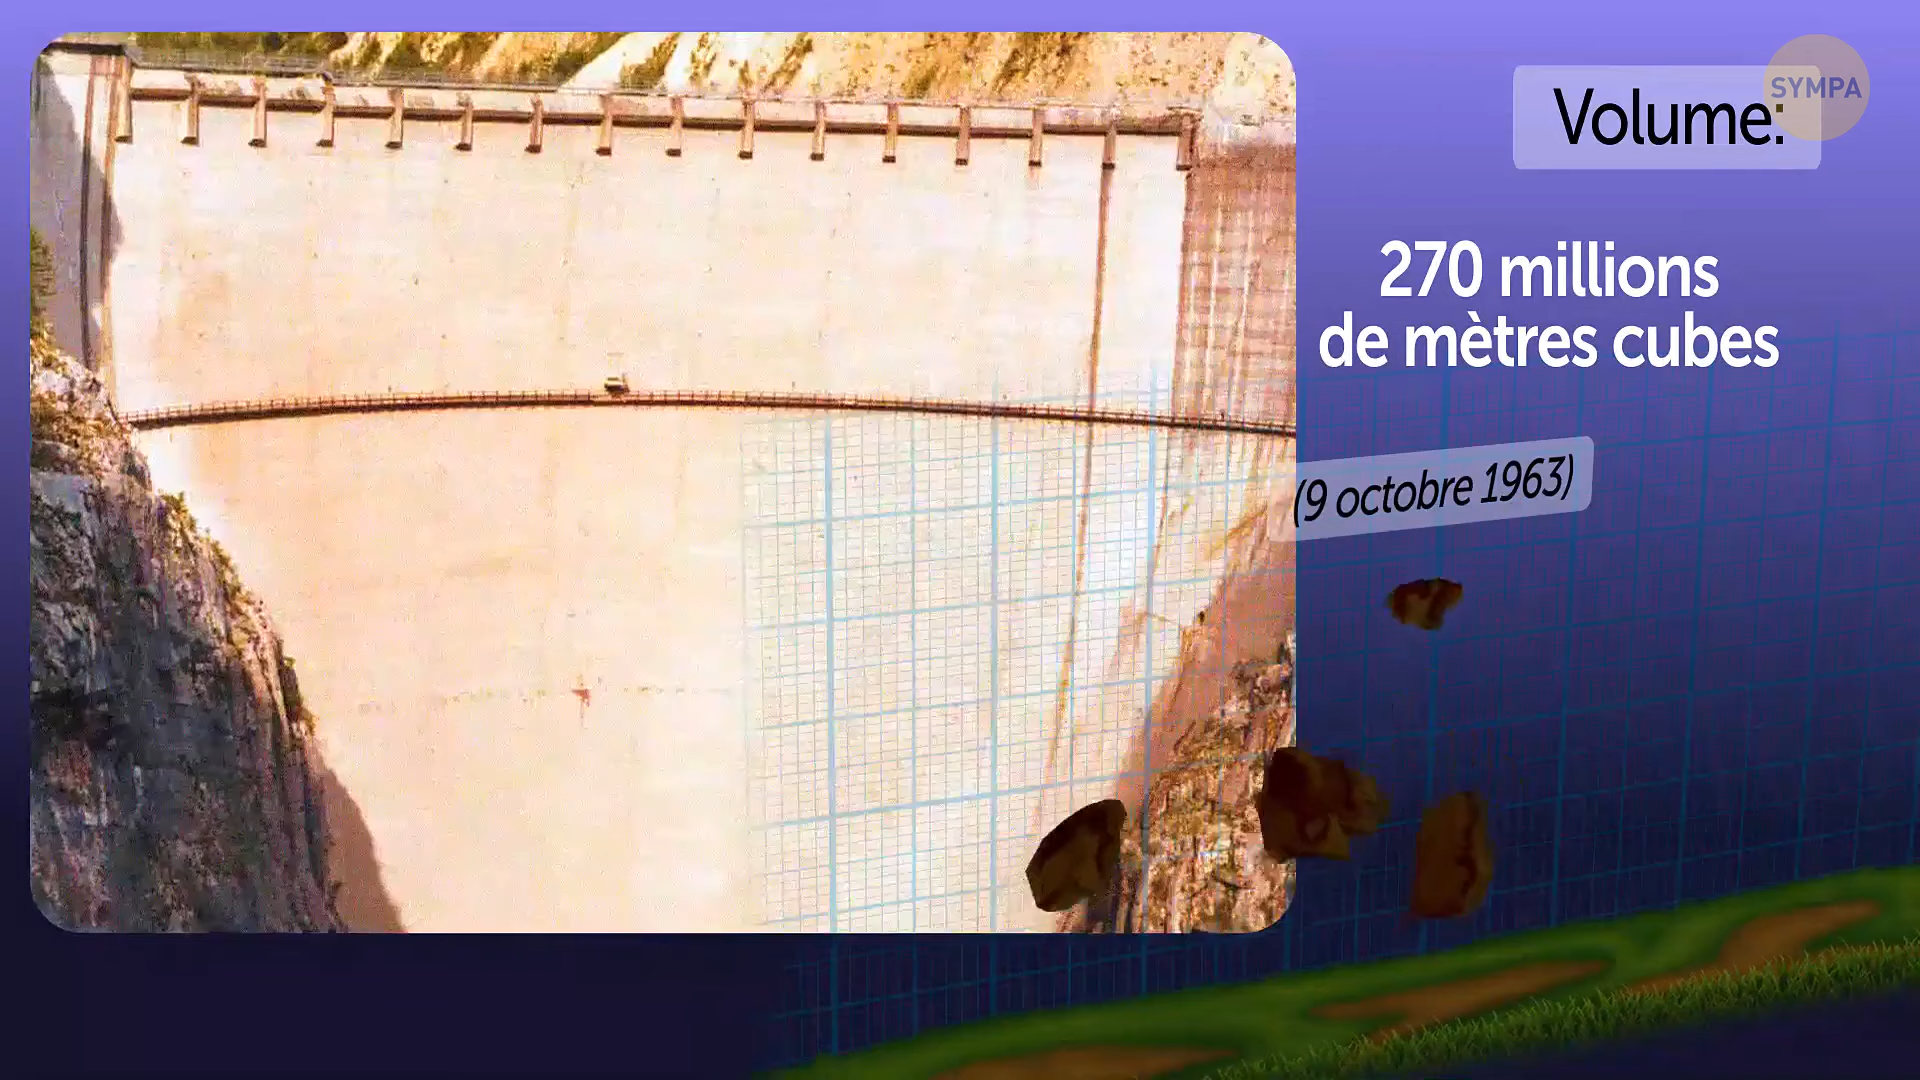 SYMPA
Volume:
270 millions
de mètres cubes
(9 octobre 1963)